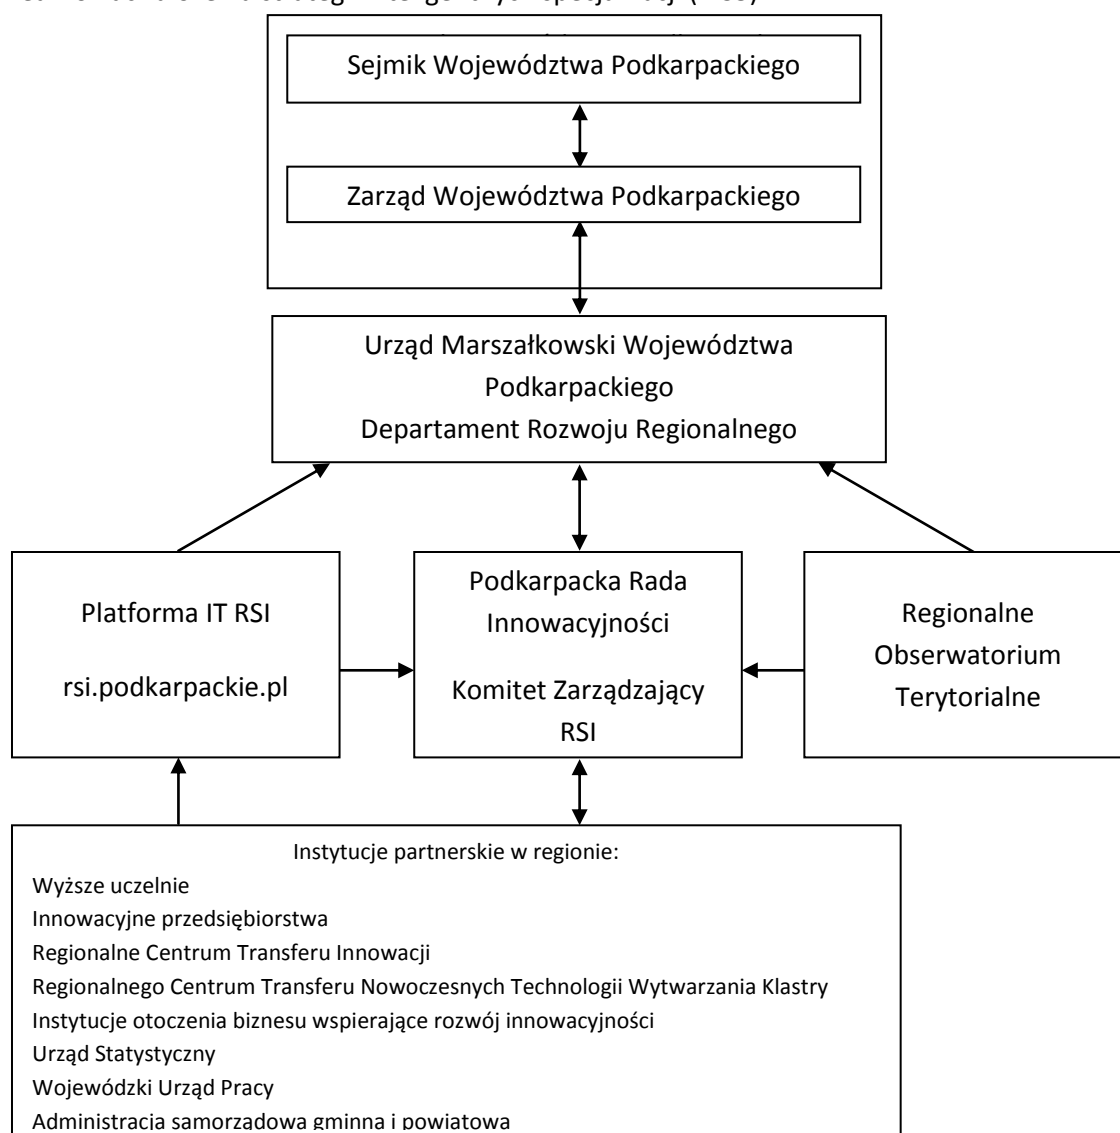 Sejmik Województwa Podkarpackiego
Zarząd Województwa Podkarpackiego
Urząd Marszałkowski Województwa
Podkarpackiego
Departament Rozwoju Regionalnego
Platforma IT RSI
rsi.podkarpackie.pl
Podkarpacka Rada
Innowacyjności
Komitet Zarządzający
RSI
Regionalne
Obserwatorium
Terytorialne
Instytucje partnerskie w regionie:
Wyższe uczelnie
Innowacyjne przedsiębiorstwa
Regionalne Centrum Transferu Innowacji
Regionalnego Centrum Transferu Nowoczesnych Technologii Wytwarzania Klastry
Instytucje otoczenia biznesu wspierające rozwój innowacyjności
Urząd Statystyczny
Wojewódzki Urząd Pracy
Administracja samorządowa gminna i powiatowa